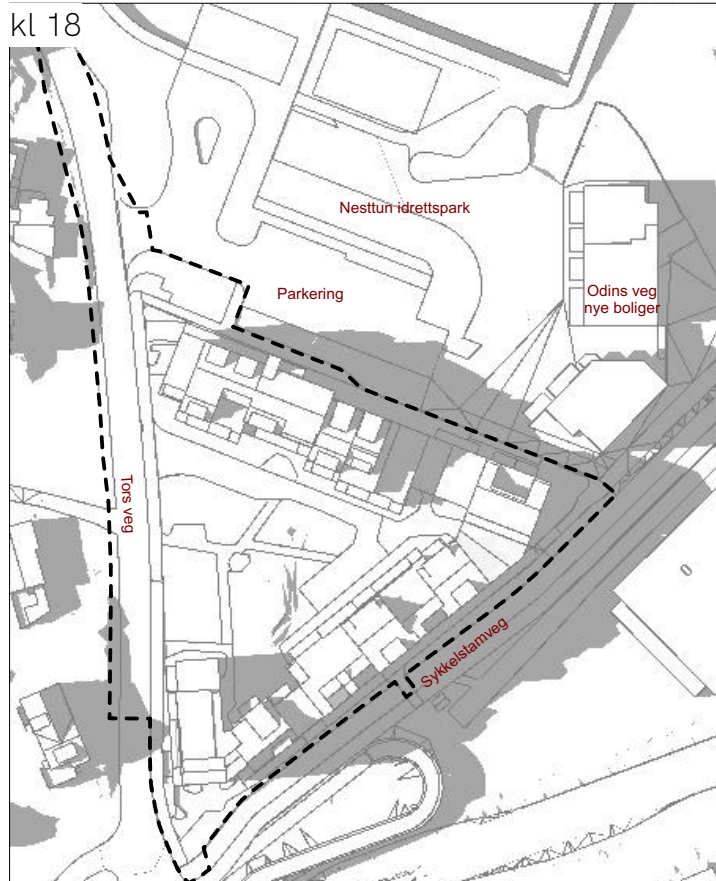 kl 18
Nesttun idrettspark
Parkering
Odins veg
nye boliger
Tors veg
Sykkelstamveg